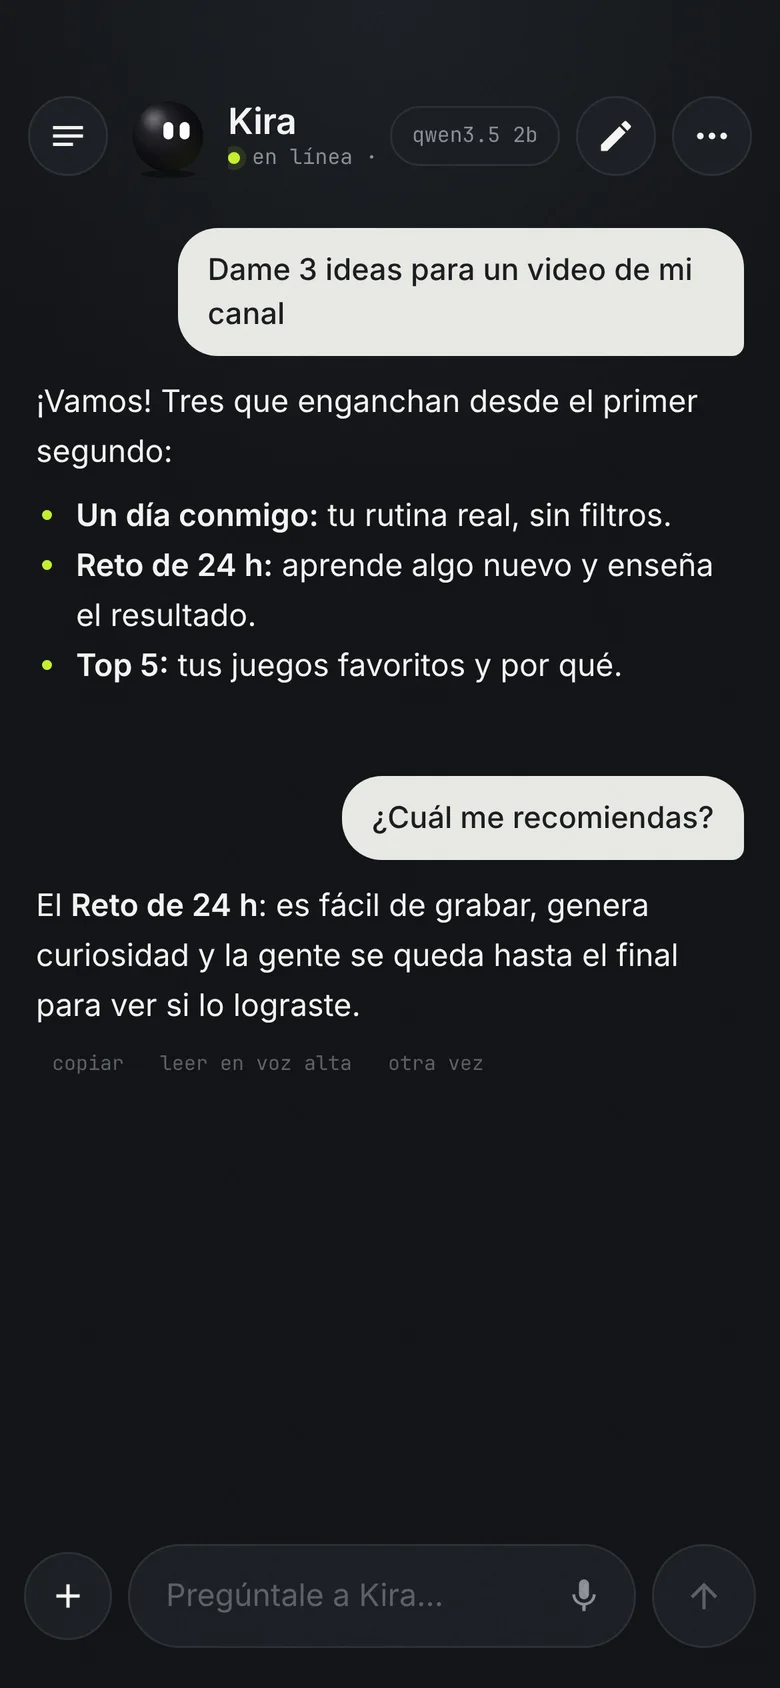 Kira
en línea ·
qwen3.5 2b
Dame 3 ideas para un video de mi
canal
¡Vamos! Tres que enganchan desde el primer
segundo:
• Un día conmigo: tu rutina real, sin filtros.
• Reto de 24 h: aprende algo nuevo y enseña
el resultado.
• Top 5: tus juegos favoritos y por qué.
¿Cuál me recomiendas?
El Reto de 24 h: es fácil de grabar, genera
curiosidad y la gente se queda hasta el final
para ver si lo lograste.
copiar leer en voz alta otra vez
Pregúntale a Kira...